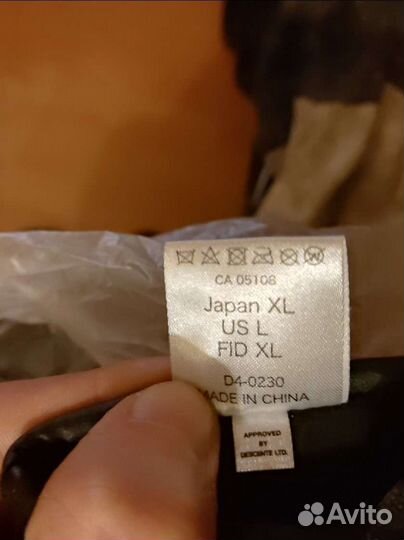 CA 05108
Japan XL
US L
FID XL
D4-0230
MADE IN CHINA
APPROVED
BY
DESCENTE LTD.
Avito